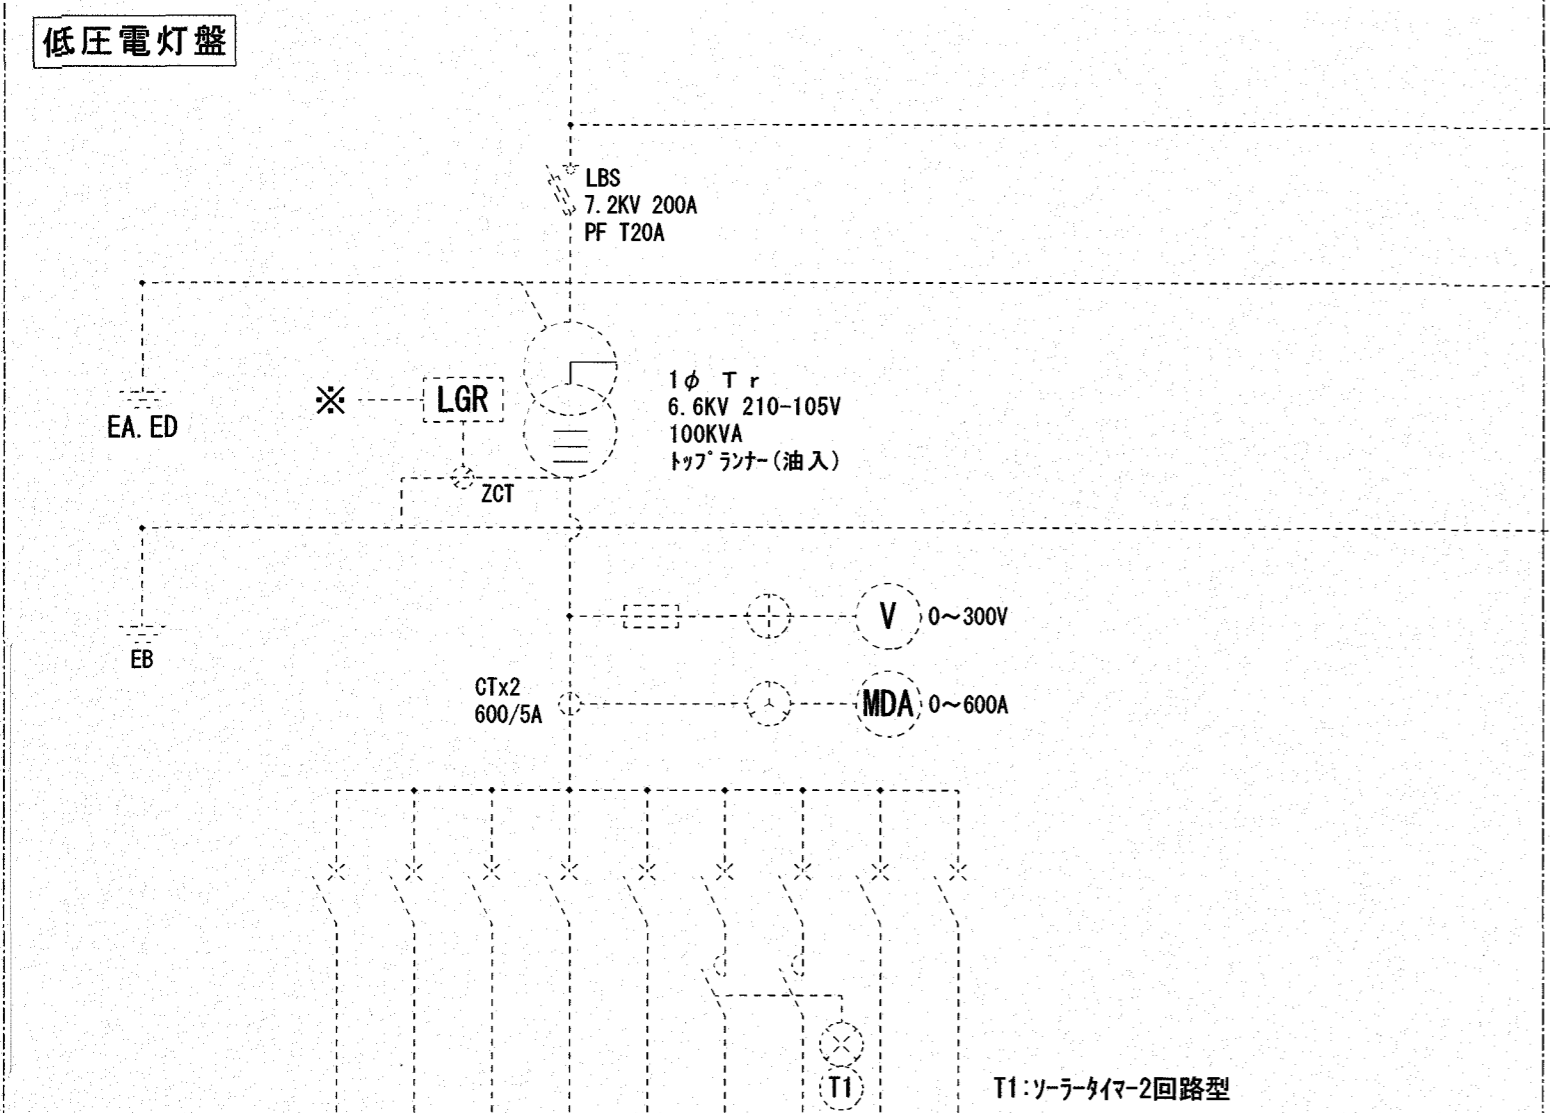 低圧電灯盤
LBS
7.2KV 200A
PF T20A
1φ Tr
6.6KV 210-105V
100KVA
ﾄｯﾌﾟﾗﾝﾅｰ(油入)
※
LGR
EA.ED
ZCT
EB
V
0～300V
CTx2
600/5A
MDA
0～600A
T1
T1:ｿｰﾗｰﾀｲﾏｰ2回路型